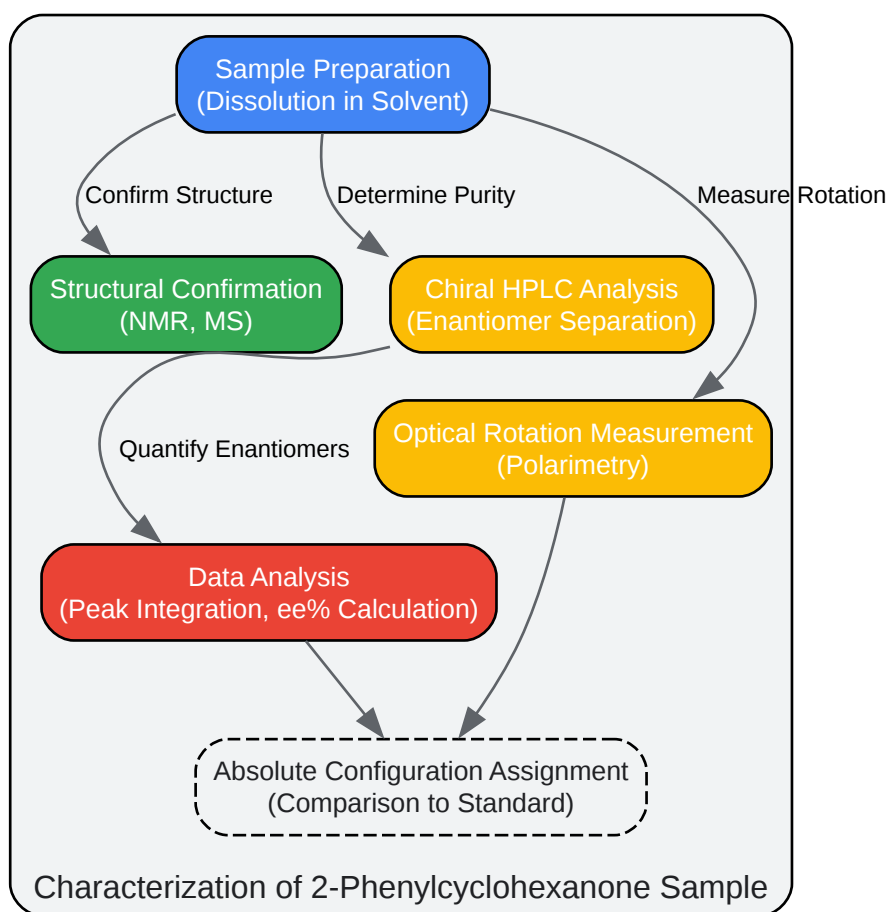 Sample Preparation
(Dissolution in Solvent)
Confirm Structure
Determine Purity
Measure Rotation
Structural Confirmation
(NMR, MS)
Chiral HPLC Analysis
(Enantiomer Separation)
Optical Rotation Measurement
(Polarimetry)
Quantify Enantiomers
Data Analysis
(Peak Integration, ee% Calculation)
Absolute Configuration Assignment
(Comparison to Standard)
Characterization of 2-Phenylcyclohexanone Sample